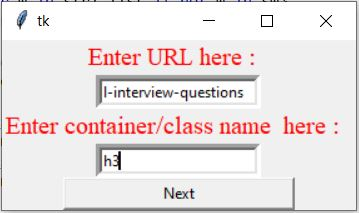 tk
Enter URL here :
l-interview-questions
Enter container/class name  here :
h3
Next